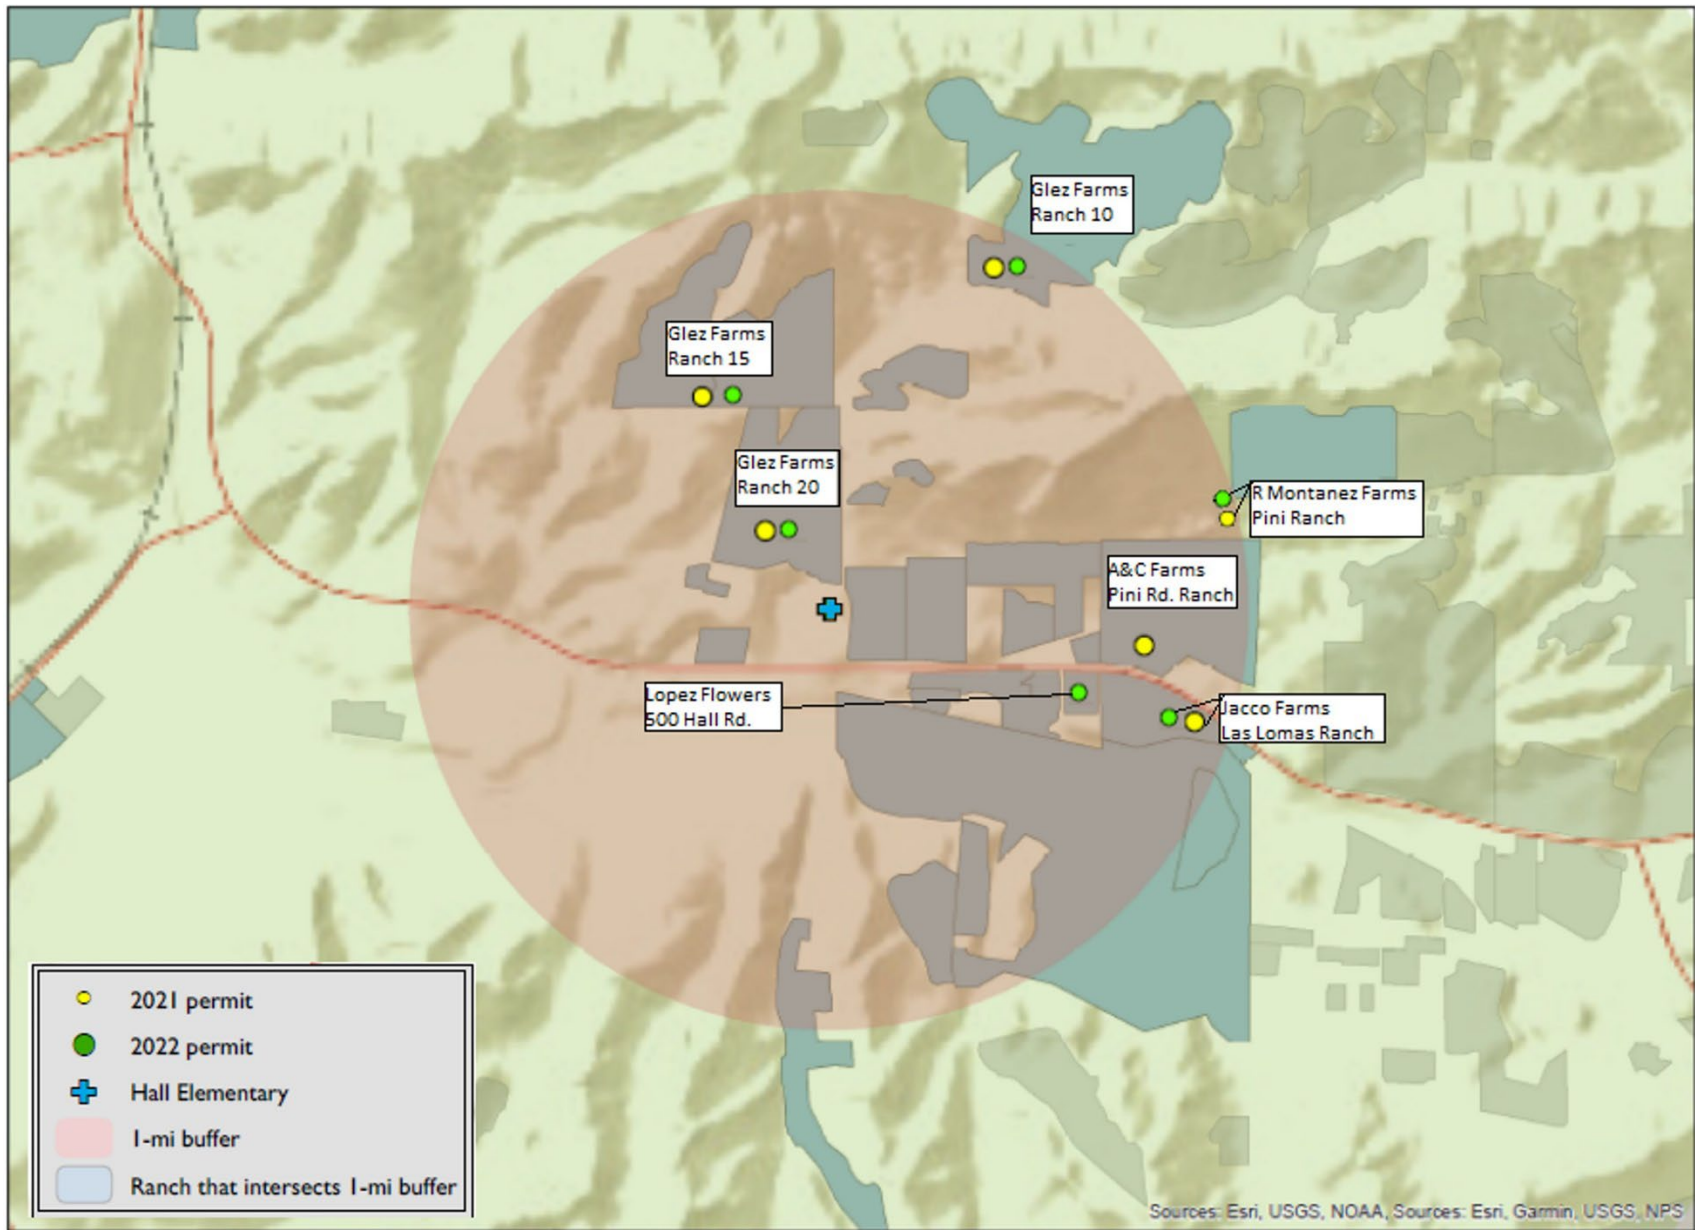 Glez Farms
Ranch 10
Glez Farms
Ranch 15
Glez Farms
Ranch 20
R Montanez Farms
Pini Ranch
A&C Farms
Pini Rd. Ranch
Lopez Flowers
500 Hall Rd.
Jacco Farms
Las Lomas Ranch
2021 permit
2022 permit
Hall Elementary
1-mi buffer
Ranch that intersects 1-mi buffer
Sources: Esri, USGS, NOAA, Sources: Esri, Garmin, USGS, NPS